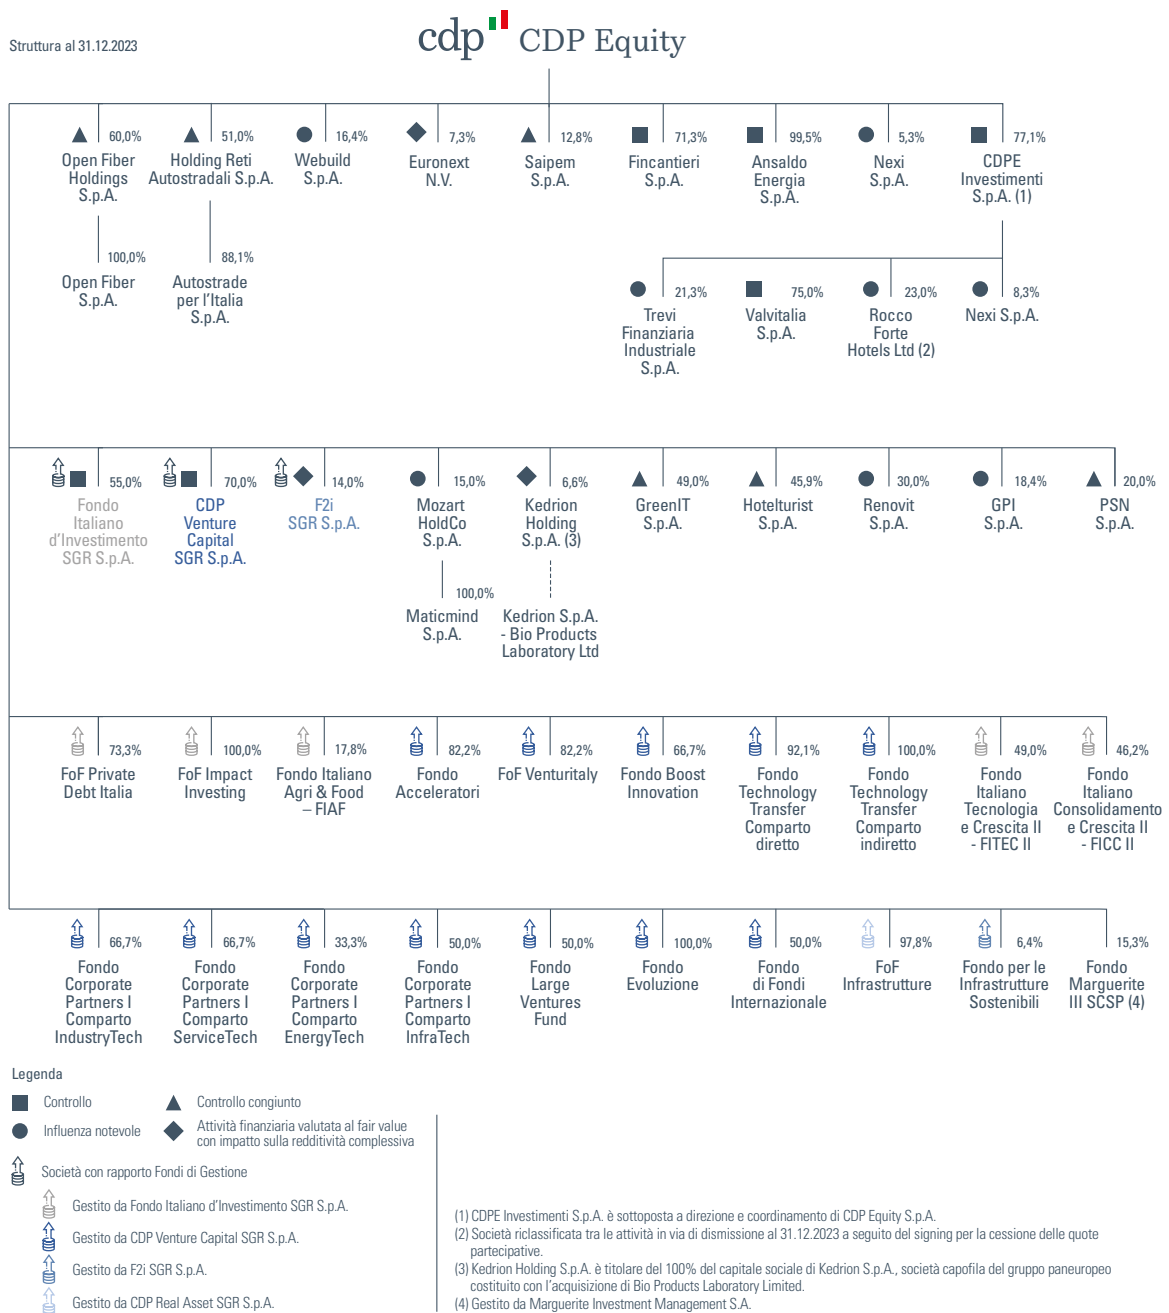 Struttura al 31.12.2023
cdp CDP Equity
60,0%
Open Fiber
Holdings
S.p.A.
51,0%
Holding Reti
Autostradali S.p.A.
16,4%
Webuild
S.p.A.
7,3%
Euronext
N.V.
12,8%
Saipem
S.p.A.
71,3%
Fincantieri
S.p.A.
99,5%
Ansaldo
Energia
S.p.A.
5,3%
Nexi
S.p.A.
77,1%
CDPE
Investimenti
S.p.A. (1)
100,0%
Open Fiber
S.p.A.
88,1%
Autostrade
per l’Italia
S.p.A.
21,3%
Trevi
Finanziaria
Industriale
S.p.A.
75,0%
Valvitalia
S.p.A.
23,0%
Rocco
Forte
Hotels Ltd (2)
8,3%
Nexi S.p.A.
55,0%
Fondo
Italiano
d’Investimento
SGR S.p.A.
70,0%
CDP
Venture
Capital
SGR S.p.A.
14,0%
F2i
SGR S.p.A.
15,0%
Mozart
HoldCo
S.p.A.
6,6%
Kedrion
Holding
S.p.A. (3)
49,0%
GreenIT
S.p.A.
45,9%
Hotelturist
S.p.A.
30,0%
Renovit
S.p.A.
18,4%
GPI
S.p.A.
20,0%
PSN
S.p.A.
100,0%
Maticmind
S.p.A.
Kedrion S.p.A.
- Bio Products
Laboratory Ltd
73,3%
FoF Private
Debt Italia
100,0%
FoF Impact
Investing
17,8%
Fondo Italiano
Agri & Food
– FIAF
82,2%
Fondo
Acceleratori
82,2%
FoF Venturitaly
66,7%
Fondo Boost
Innovation
92,1%
Fondo
Technology
Transfer
Comparto
diretto
100,0%
Fondo
Technology
Transfer
Comparto
indiretto
49,0%
Fondo
Italiano
Tecnologia
e Crescita II
- FITEC II
46,2%
Fondo
Italiano
Consolidamento
e Crescita II
- FICC II
66,7%
Fondo
Corporate
Partners I
Comparto
IndustryTech
66,7%
Fondo
Corporate
Partners I
Comparto
ServiceTech
33,3%
Fondo
Corporate
Partners I
Comparto
EnergyTech
50,0%
Fondo
Corporate
Partners I
Comparto
InfraTech
50,0%
Fondo
Large
Ventures
Fund
100,0%
Fondo
Evoluzione
50,0%
Fondo
di Fondi
Internazionale
97,8%
FoF
Infrastrutture
6,4%
Fondo per le
Infrastrutture
Sostenibili
15,3%
Fondo
Marguerite
III SCSP (4)
Legenda
Controllo
Controllo congiunto
Influenza notevole
Attività finanziaria valutata al fair value
con impatto sulla redditività complessiva
Società con rapporto Fondi di Gestione
Gestito da Fondo Italiano d’Investimento SGR S.p.A.
Gestito da CDP Venture Capital SGR S.p.A.
Gestito da F2i SGR S.p.A.
Gestito da CDP Real Asset SGR S.p.A.
(1) CDPE Investimenti S.p.A. è sottoposta a direzione e coordinamento di CDP Equity S.p.A.
(2) Società riclassificata tra le attività in via di dismissione al 31.12.2023 a seguito del signing per la cessione delle quote
partecipative.
(3) Kedrion Holding S.p.A. è titolare del 100% del capitale sociale di Kedrion S.p.A., società capofila del gruppo paneuropeo
costituito con l’acquisizione di Bio Products Laboratory Limited.
(4) Gestito da Marguerite Investment Management S.A.